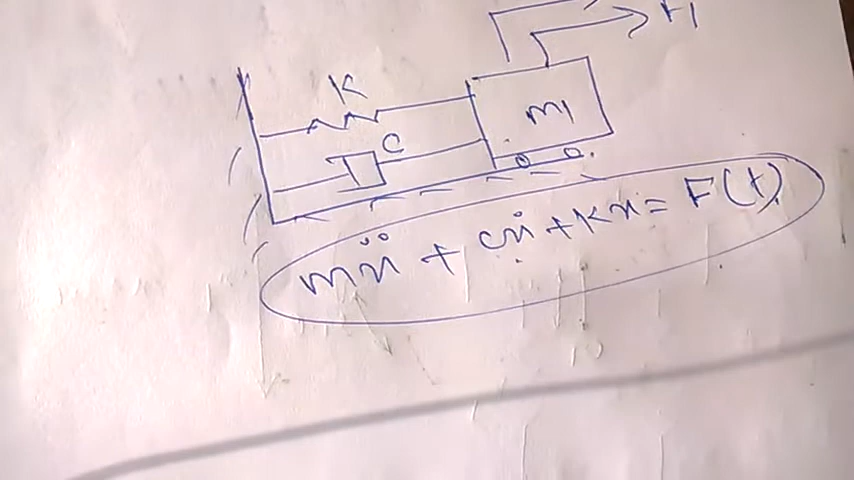 F1
K
m1
C
mẍ + cẋ + Kx = F(t)